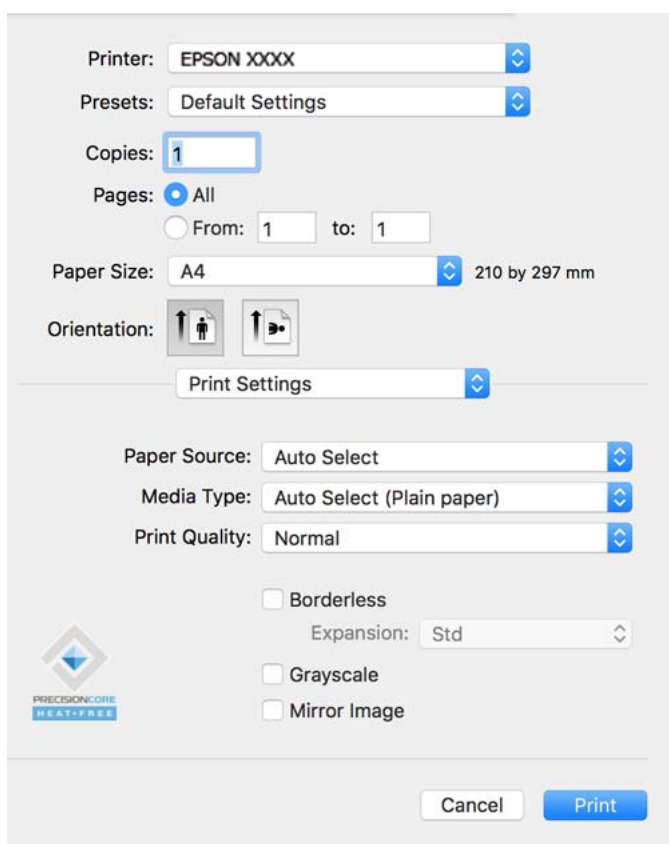 Printer: EPSON XXXX
Presets: Default Settings
Copies: 1
Pages: All
From: 1 to: 1
Paper Size: A4 210 by 297 mm
Orientation:
Print Settings
Paper Source: Auto Select
Media Type: Auto Select (Plain paper)
Print Quality: Normal
Borderless
Expansion: Std
Grayscale
Mirror Image
PRECISIONCORE
HEAT-FREE
Cancel Print